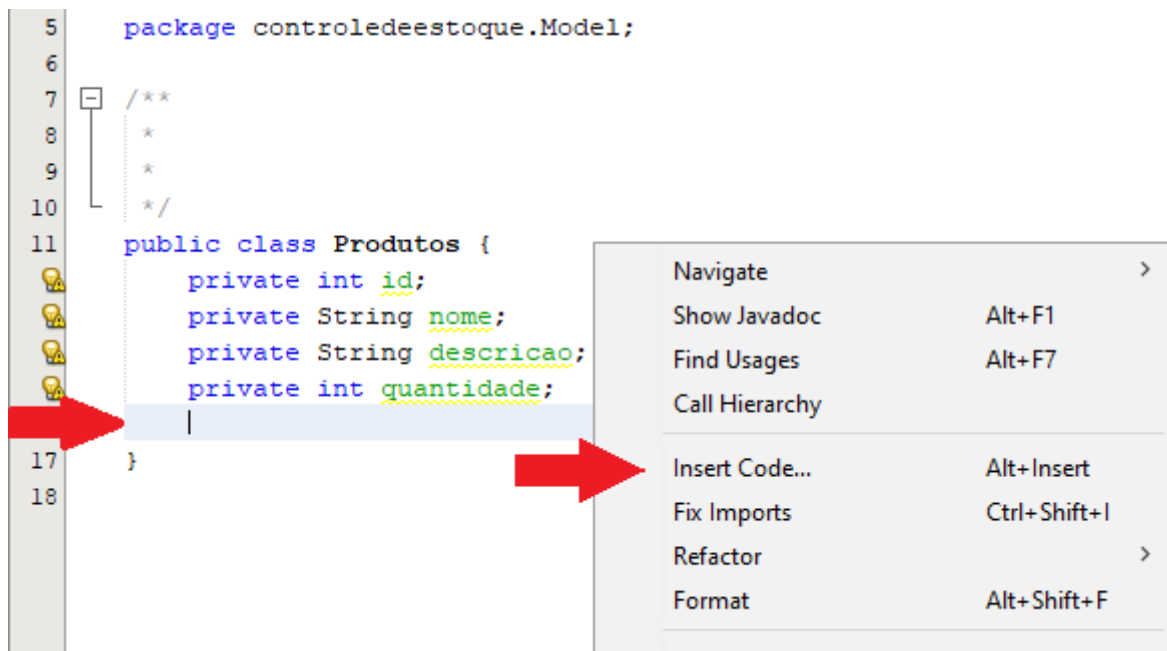 5 package controledeestoque.Model;
6
7 /**
8 *
9 *
10 */
11 public class Produtos {
private int id;
private String nome;
private String descricao;
private int quantidade;
17 }
18
Navigate
Show Javadoc Alt+F1
Find Usages Alt+F7
Call Hierarchy
Insert Code... Alt+Insert
Fix Imports Ctrl+Shift+I
Refactor
Format Alt+Shift+F